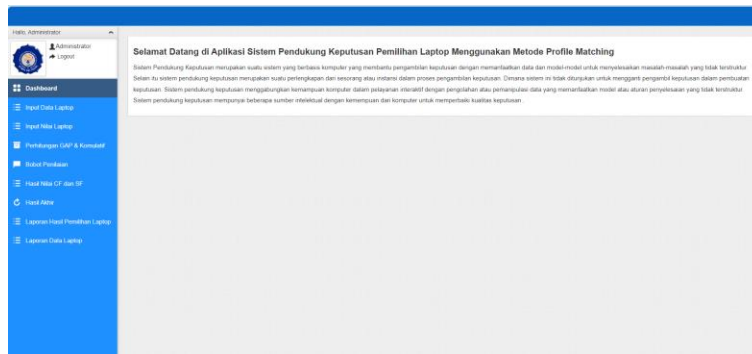 Hallo, Administrator
Administrator
Logout
Dashboard
Input Data Laptop
Input Nilai Laptop
Perhitungan GAP & Komulatif
Bobot Penilaian
Hasil Nilai CF dan SF
Hasil Akhir
Laporan Hasil Pemilihan Laptop
Laporan Data Laptop
Selamat Datang di Aplikasi Sistem Pendukung Keputusan Pemilihan Laptop Menggunakan Metode Profile Matching
Sistem Pendukung Keputusan merupakan suatu sistem yang berbasis komputer yang membantu pengambilan keputusan dengan memanfaatkan data dan model-model untuk menyelesaikan masalah-masalah yang tidak terstruktur
Selain itu sistem pendukung keputusan merupakan suatu perlengkapan dari seseorang atau instansi dalam proses pengambilan keputusan. Dimana sistem ini tidak ditunjukan untuk mengganti pengambil keputusan dalam pembuatan
keputusan. Sistem pendukung keputusan menggabungkan kemampuan komputer dalam pelayanan interaktif dengan pengolahan atau pemanipulasi data yang memanfaatkan model atau aturan penyelesaian yang tidak terstruktur
Sistem pendukung keputusan mempunyai beberapa sumber intelektual dengan kemampuan dari komputer untuk memperbaiki kualitas keputusan .